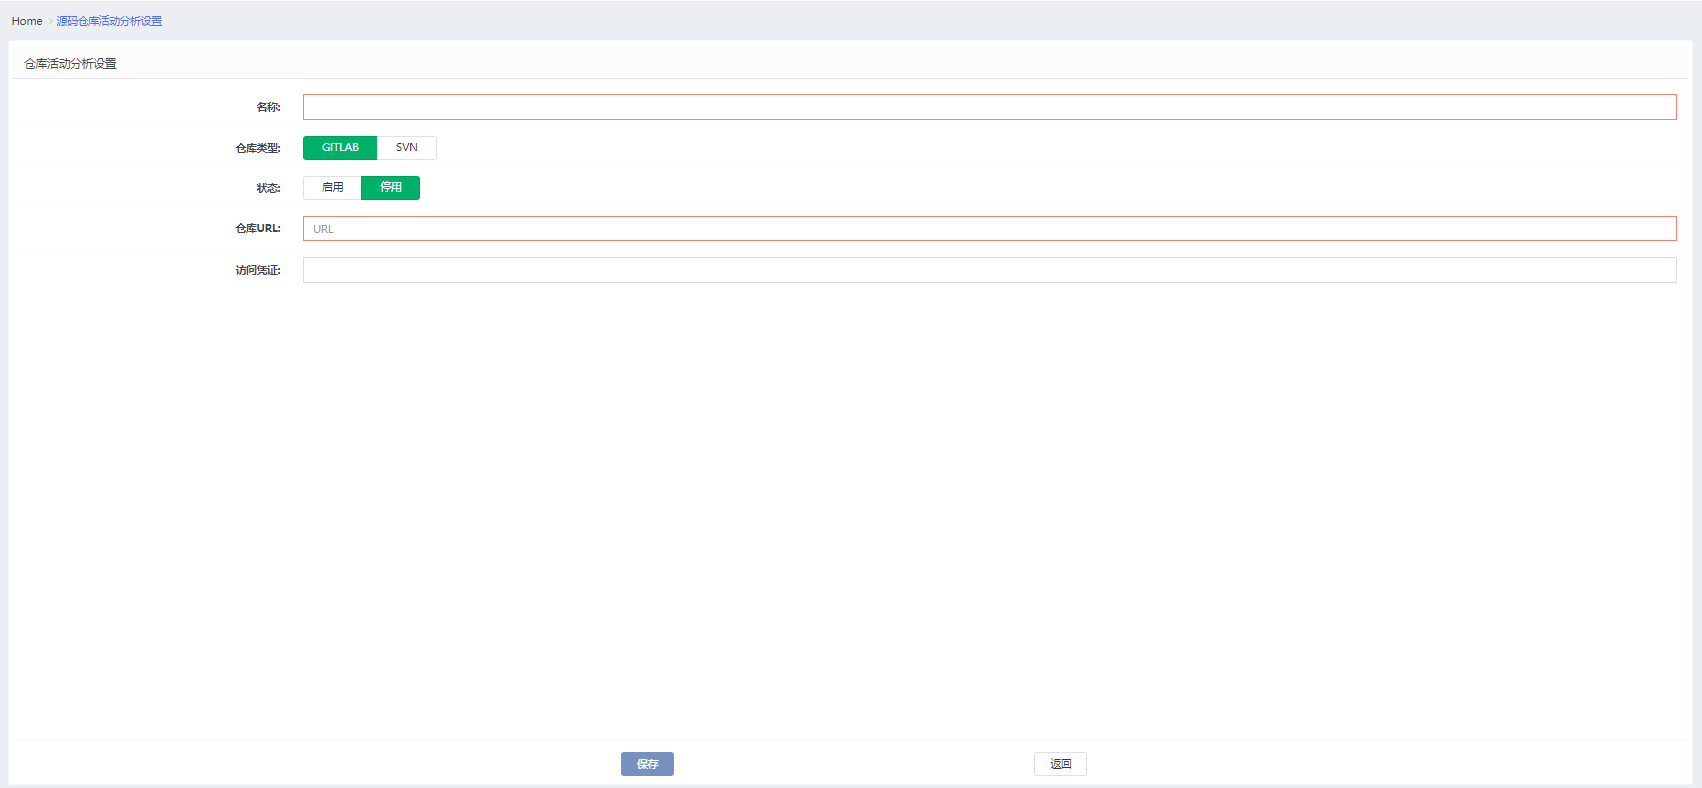 Home > 源码仓库活动分析设置
仓库活动分析设置
名称:
仓库类型: GITLAB SVN
状态: 启用 停用
仓库URL: URL
访问凭证:
保存 返回